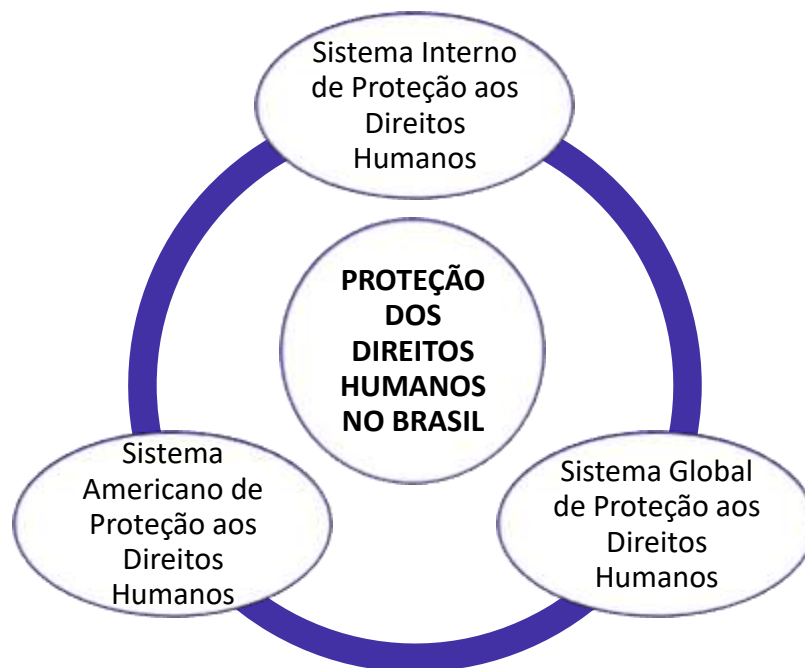 Sistema Interno
de Proteção aos
Direitos
Humanos
PROTEÇÃO
DOS
DIREITOS
HUMANOS
NO BRASIL
Sistema
Americano de
Proteção aos
Direitos
Humanos
Sistema Global
de Proteção aos
Direitos
Humanos